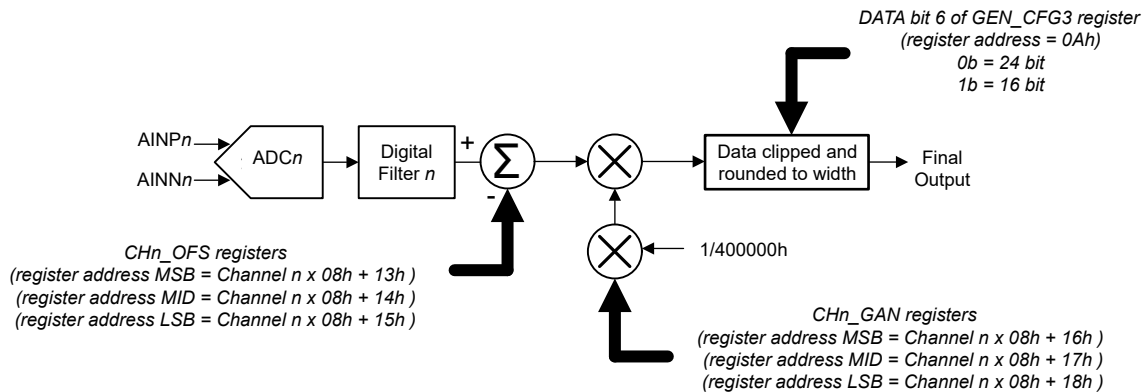 DATA bit 6 of GEN_CFG3 register
(register address = 0Ah)
0b = 24 bit
1b = 16 bit
AINPn
AINNn
ADCn
Digital
Filter n
+
Σ
-
Data clipped and
rounded to width
Final
Output
1/400000h
CHn_OFS registers
(register address MSB = Channel n x 08h + 13h )
(register address MID = Channel n x 08h + 14h )
(register address LSB = Channel n x 08h + 15h )
CHn_GAN registers
(register address MSB = Channel n x 08h + 16h )
(register address MID = Channel n x 08h + 17h )
(register address LSB = Channel n x 08h + 18h )